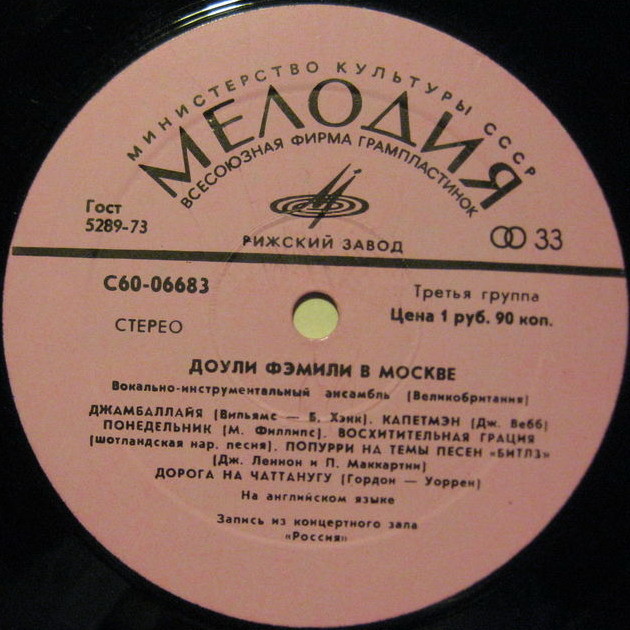 МИНИСТЕРСТВО КУЛЬТУРЫ СССР
МЕЛОДИЯ
ВСЕСОЮЗНАЯ ФИРМА ГРАМПЛАСТИНОК
Гост
5289-73
РИЖСКИЙ ЗАВОД
33
С60-06683
Третья группа
Цена 1 руб. 90 коп.
СТЕРЕО
ДОУЛИ ФЭМИЛИ В МОСКВЕ
Вокально-инструментальный ансамбль (Великобритания)
ДЖАМБАЛЛАЙЯ (Вильямс — Б. Хэнк). КАПЕТМЭН (Дж. Вебб)
ПОНЕДЕЛЬНИК (М. Филлипс). ВОСХИТИТЕЛЬНАЯ ГРАЦИЯ
(шотландская нар. песня). ПОПУРРИ НА ТЕМЫ ПЕСЕН «БИТЛЗ»
(Дж. Леннон и П. Маккартни)
ДОРОГА НА ЧАТТАНУГУ (Гордон — Уоррен)
На английском языке
Запись из концертного зала
«Россия»